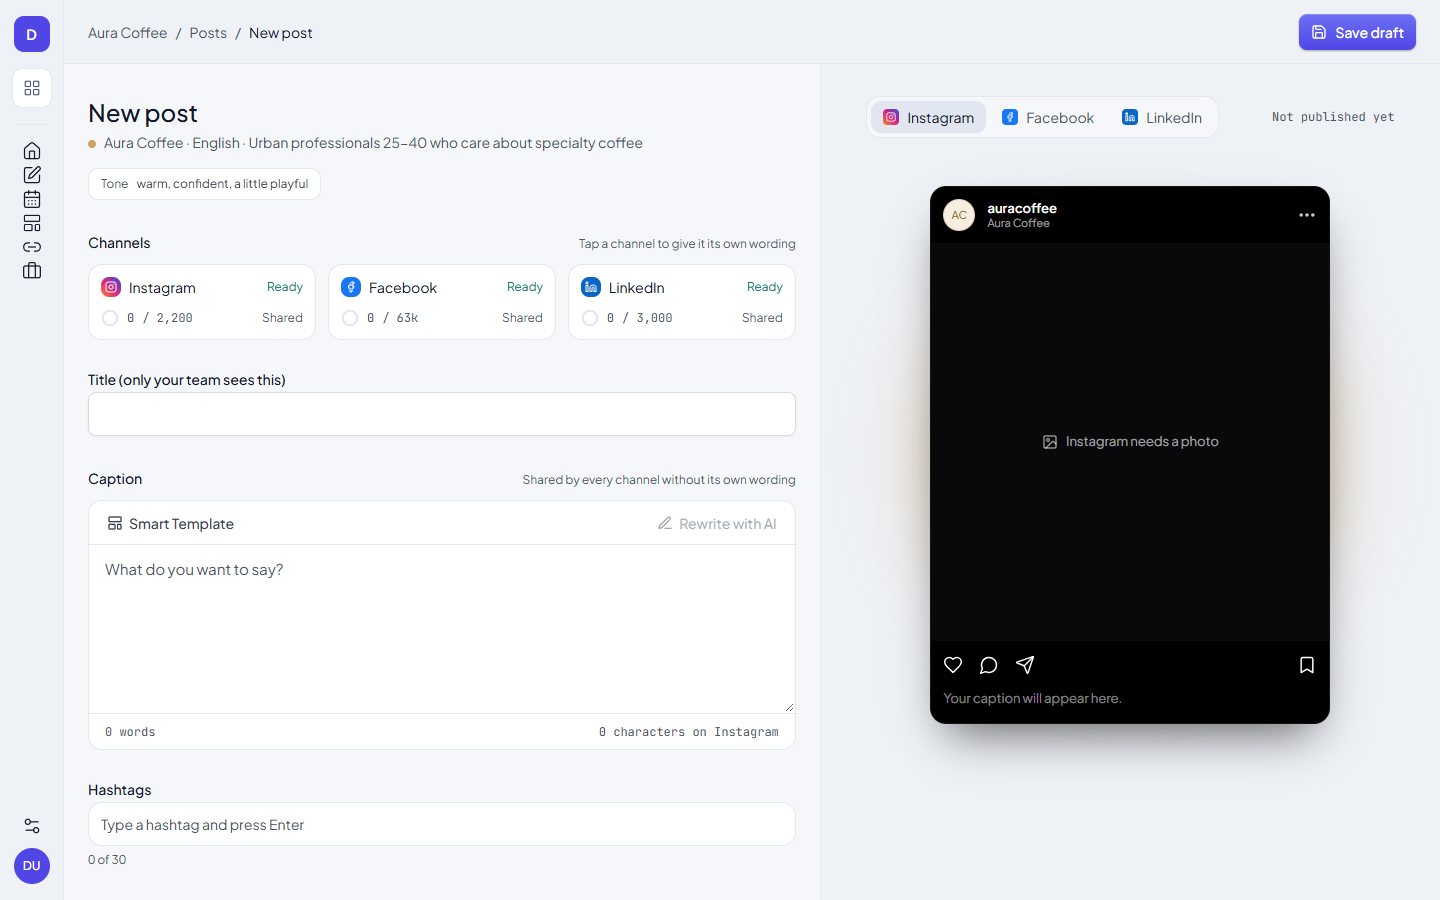 D
Aura Coffee / Posts / New post
Save draft
New post
Aura Coffee · English · Urban professionals 25–40 who care about specialty coffee
Tone warm, confident, a little playful
Channels
Tap a channel to give it its own wording
Instagram Ready
0 / 2,200 Shared
Facebook Ready
0 / 63k Shared
LinkedIn Ready
0 / 3,000 Shared
Title (only your team sees this)
Caption
Shared by every channel without its own wording
Smart Template
Rewrite with AI
What do you want to say?
0 words
0 characters on Instagram
Hashtags
Type a hashtag and press Enter
0 of 30
DU
Instagram
Facebook
LinkedIn
Not published yet
AC
auracoffee
Aura Coffee
Instagram needs a photo
Your caption will appear here.